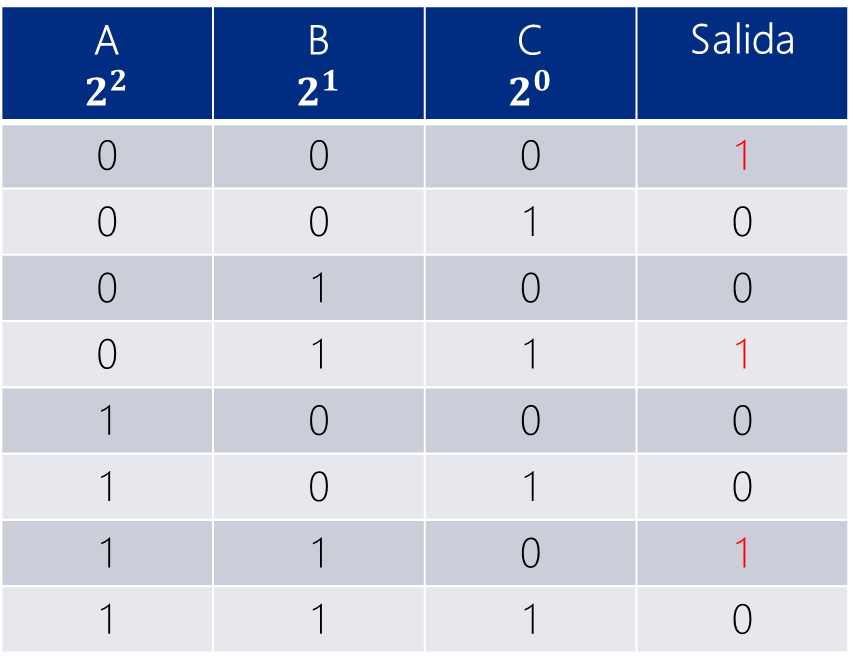 A B C Salida
2² 2¹ 2⁰
0 0 0 1
0 0 1 0
0 1 0 0
0 1 1 1
1 0 0 0
1 0 1 0
1 1 0 1
1 1 1 0